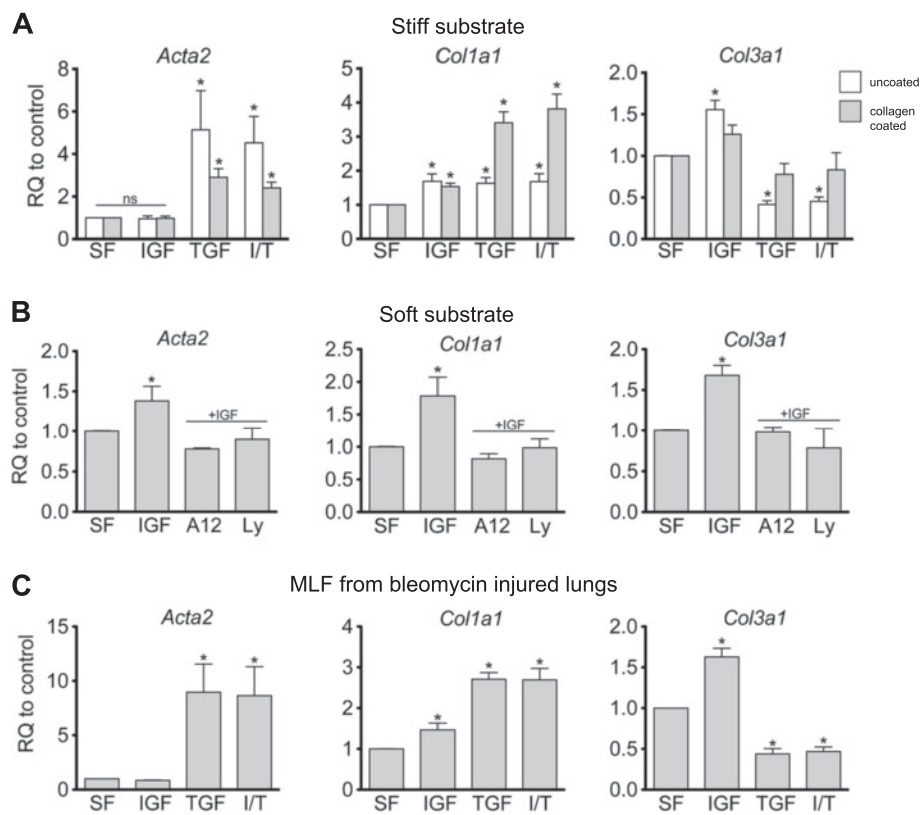 A
Stiff substrate
Acta2
Col1a1
Col3a1
RQ to control
8
6
4
2
0
ns
* * * *
SF IGF TGF I/T
5
4
3
2
1
0
* * * * * *
SF IGF TGF I/T
2.0
1.5
1.0
0.5
0.0
* * *
SF IGF TGF I/T
uncoated
collagen
coated
B
Soft substrate
Acta2
Col1a1
Col3a1
RQ to control
2.0
1.5
1.0
0.5
0.0
*
+IGF
SF IGF A12 Ly
2.5
2.0
1.5
1.0
0.5
0.0
*
+IGF
SF IGF A12 Ly
2.0
1.5
1.0
0.5
0.0
*
+IGF
SF IGF A12 Ly
C
MLF from bleomycin injured lungs
Acta2
Col1a1
Col3a1
RQ to control
15
10
5
0
* *
SF IGF TGF I/T
4
3
2
1
0
* * *
SF IGF TGF I/T
2.0
1.5
1.0
0.5
0.0
* * *
SF IGF TGF I/T